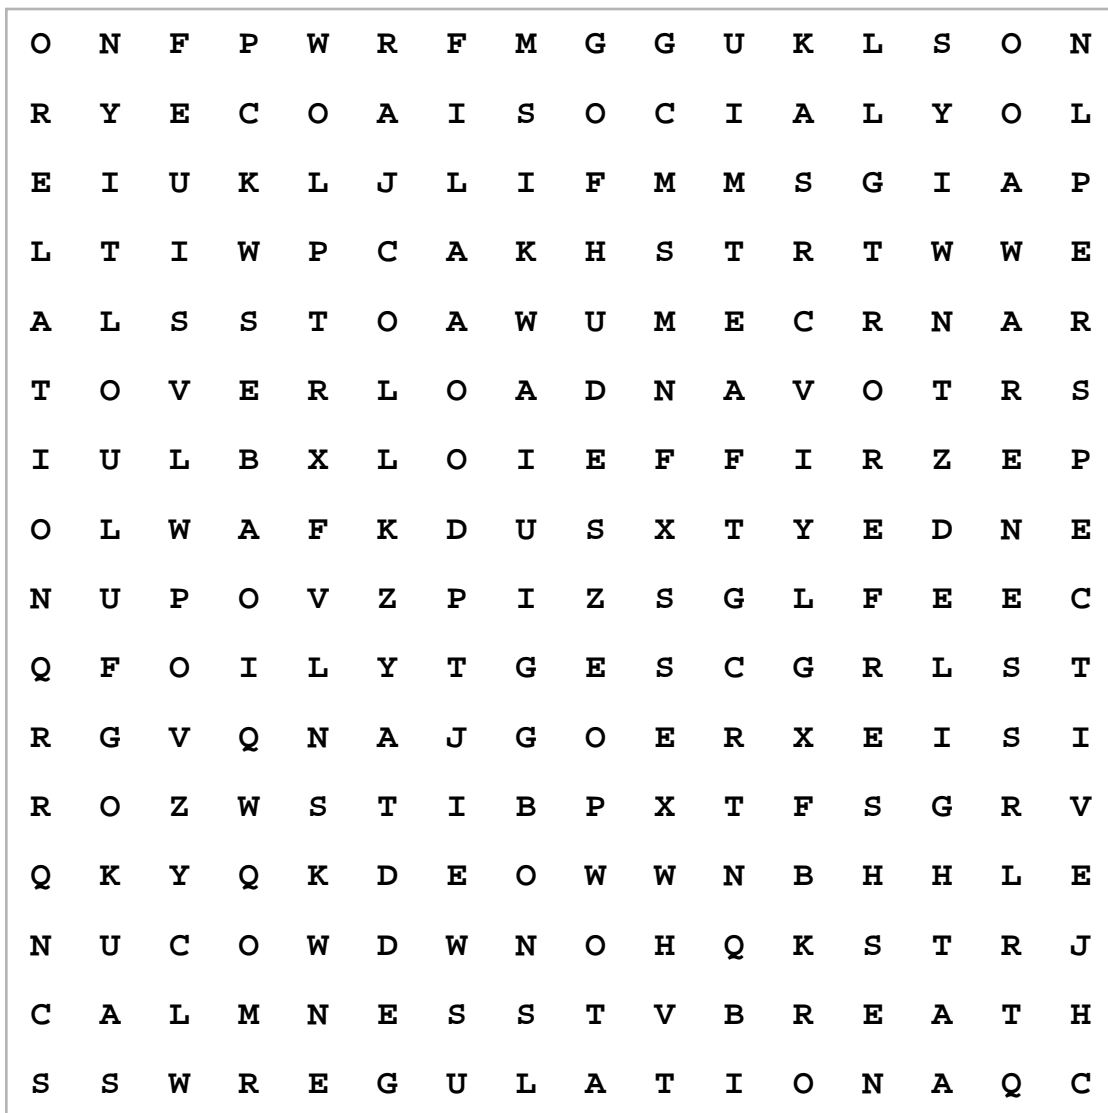 O N F P W R F M G G U K L S O N
R Y E C O A I S O C I A L Y O L
E I U K L J L I F M M S G I A P
L T I W P C A K H S T R T W W E
A L S S T O A W U M E C R N A R
T O V E R L O A D N A V O T R S
I U L B X L O I E F F I R Z E P
O L W A F K D U S X T Y E D N E
N U P O V Z P I Z S G L F E E C
Q F O I L Y T G E S C G R L S T
R G V Q N A J G O E R X E I S I
R O Z W S T I B P X T F S G R V
Q K Y Q K D E O W W N B H H L E
N U C O W D W N O H Q K S T R J
C A L M N E S S T V B R E A T H
S S W R E G U L A T I O N A Q C